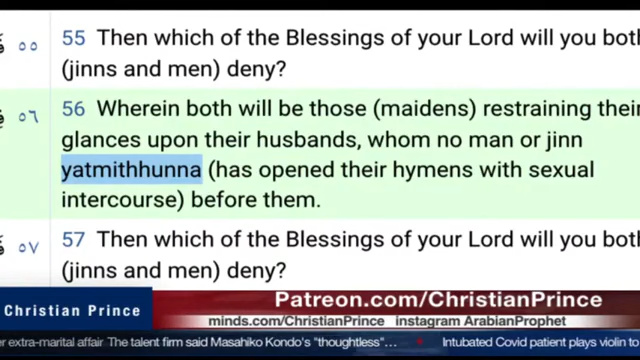 ٥٥ 55 Then which of the Blessings of your Lord will you both
(jinns and men) deny?
٥٦ 56 Wherein both will be those (maidens) restraining their
glances upon their husbands, whom no man or jinn
yatmithhunna (has opened their hymens with sexual
intercourse) before them.
٥٧ 57 Then which of the Blessings of your Lord will you both
(jinns and men) deny?
Christian Prince
Patreon.com/ChristianPrince
minds.com/ChristianPrince instagram ArabianProphet
extra-marital affair The talent firm said Masahiko Kondo's "thoughtless"... Intubated Covid patient plays violin to